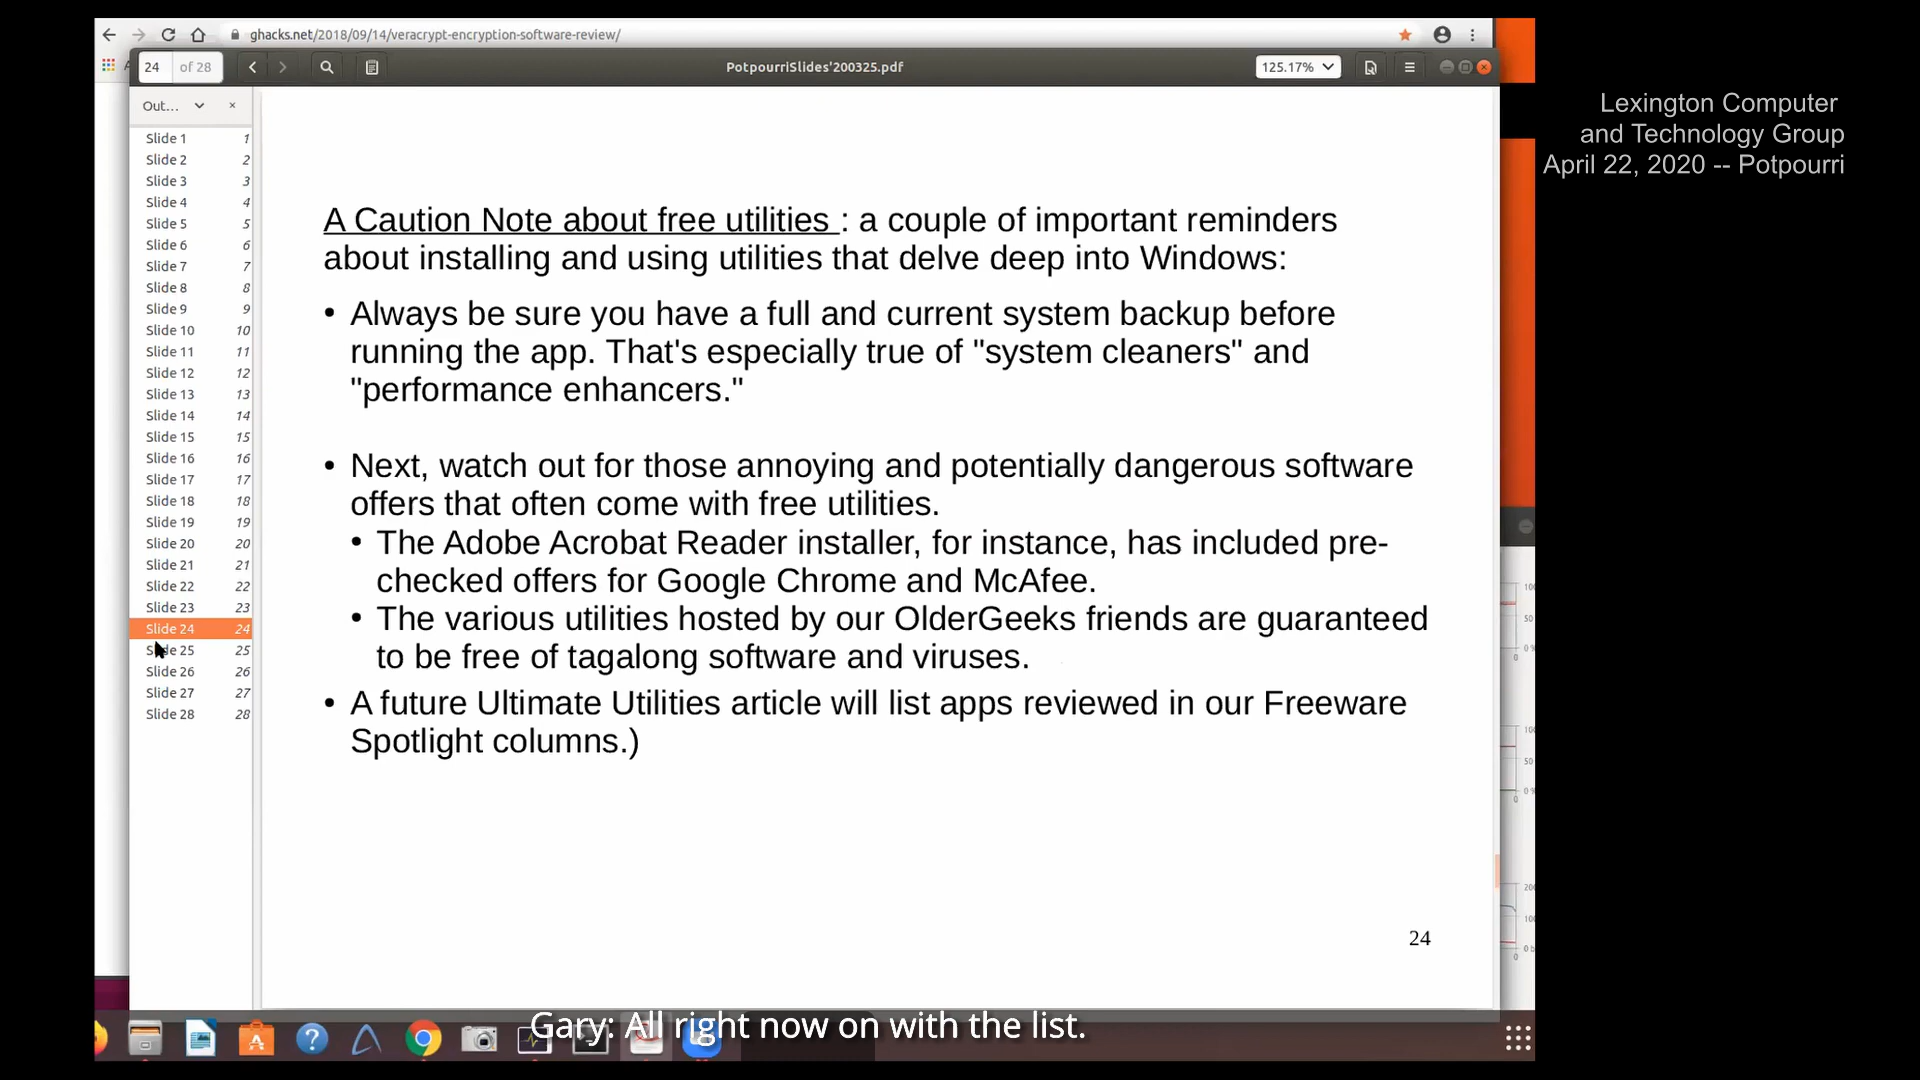 ghacks.net/2018/09/14/veracrypt-encryption-software-review/
24 of 28
PotpourriSlides'200325.pdf
125.17%
Lexington Computer
and Technology Group
April 22, 2020 -- Potpourri
Out...
Slide 1 1
Slide 2 2
Slide 3 3
Slide 4 4
Slide 5 5
Slide 6 6
Slide 7 7
Slide 8 8
Slide 9 9
Slide 10 10
Slide 11 11
Slide 12 12
Slide 13 13
Slide 14 14
Slide 15 15
Slide 16 16
Slide 17 17
Slide 18 18
Slide 19 19
Slide 20 20
Slide 21 21
Slide 22 22
Slide 23 23
Slide 24 24
Slide 25 25
Slide 26 26
Slide 27 27
Slide 28 28
A Caution Note about free utilities : a couple of important reminders
about installing and using utilities that delve deep into Windows:
• Always be sure you have a full and current system backup before
running the app. That's especially true of "system cleaners" and
"performance enhancers."
• Next, watch out for those annoying and potentially dangerous software
offers that often come with free utilities.
• The Adobe Acrobat Reader installer, for instance, has included pre-
checked offers for Google Chrome and McAfee.
• The various utilities hosted by our OlderGeeks friends are guaranteed
to be free of tagalong software and viruses.
• A future Ultimate Utilities article will list apps reviewed in our Freeware
Spotlight columns.)
24
Gary: All right now on with the list.